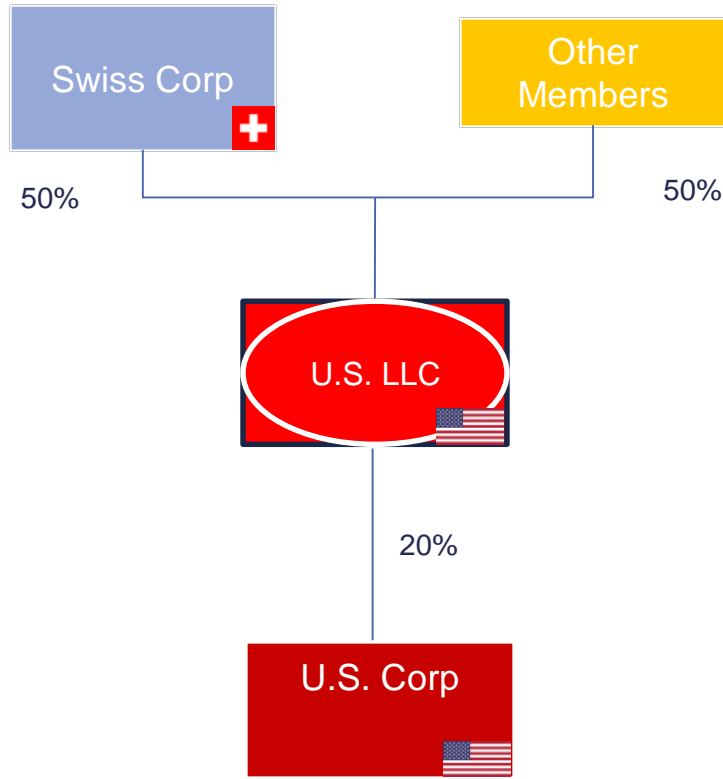 Swiss Corp
Other
Members
50%
50%
U.S. LLC
20%
U.S. Corp